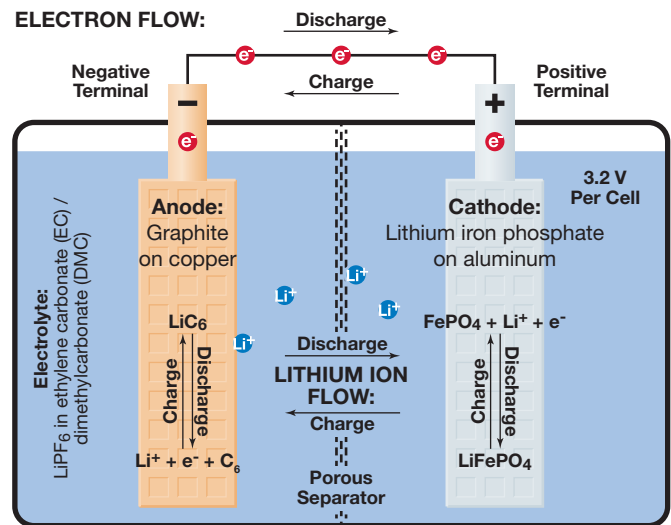 ELECTRON FLOW:
Discharge
e⁻ e⁻ e⁻
Charge
Negative
Terminal
Positive
Terminal
−
+
e⁻
e⁻
3.2 V
Per Cell
Electrolyte:
LiPF₆ in ethylene carbonate (EC) /
dimethylcarbonate (DMC)
Anode:
Graphite
on copper
Cathode:
Lithium iron phosphate
on aluminum
Li⁺
Li⁺
Li⁺
Li⁺
LiC6
Charge
Discharge
Li⁺ + e⁻ + C₆
Discharge
LITHIUM ION
FLOW:
Charge
Porous
Separator
FePO4 + Li⁺ + e⁻
Charge
Discharge
LiFePO4